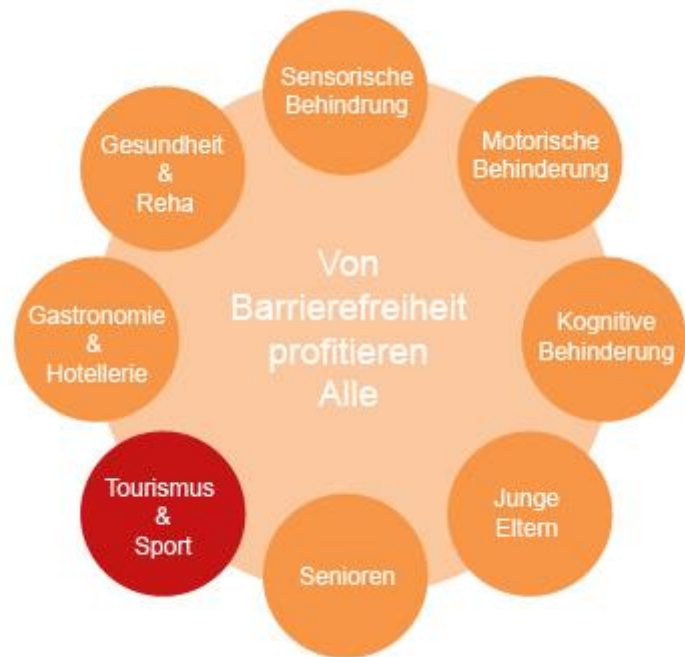 Sensorische
Behindrung
Motorische
Behinderung
Kognitive
Behinderung
Junge
Eltern
Senioren
Tourismus
&
Sport
Gastronomie
&
Hotellerie
Gesundheit
&
Reha
Von
Barrierefreiheit
profitieren
Alle